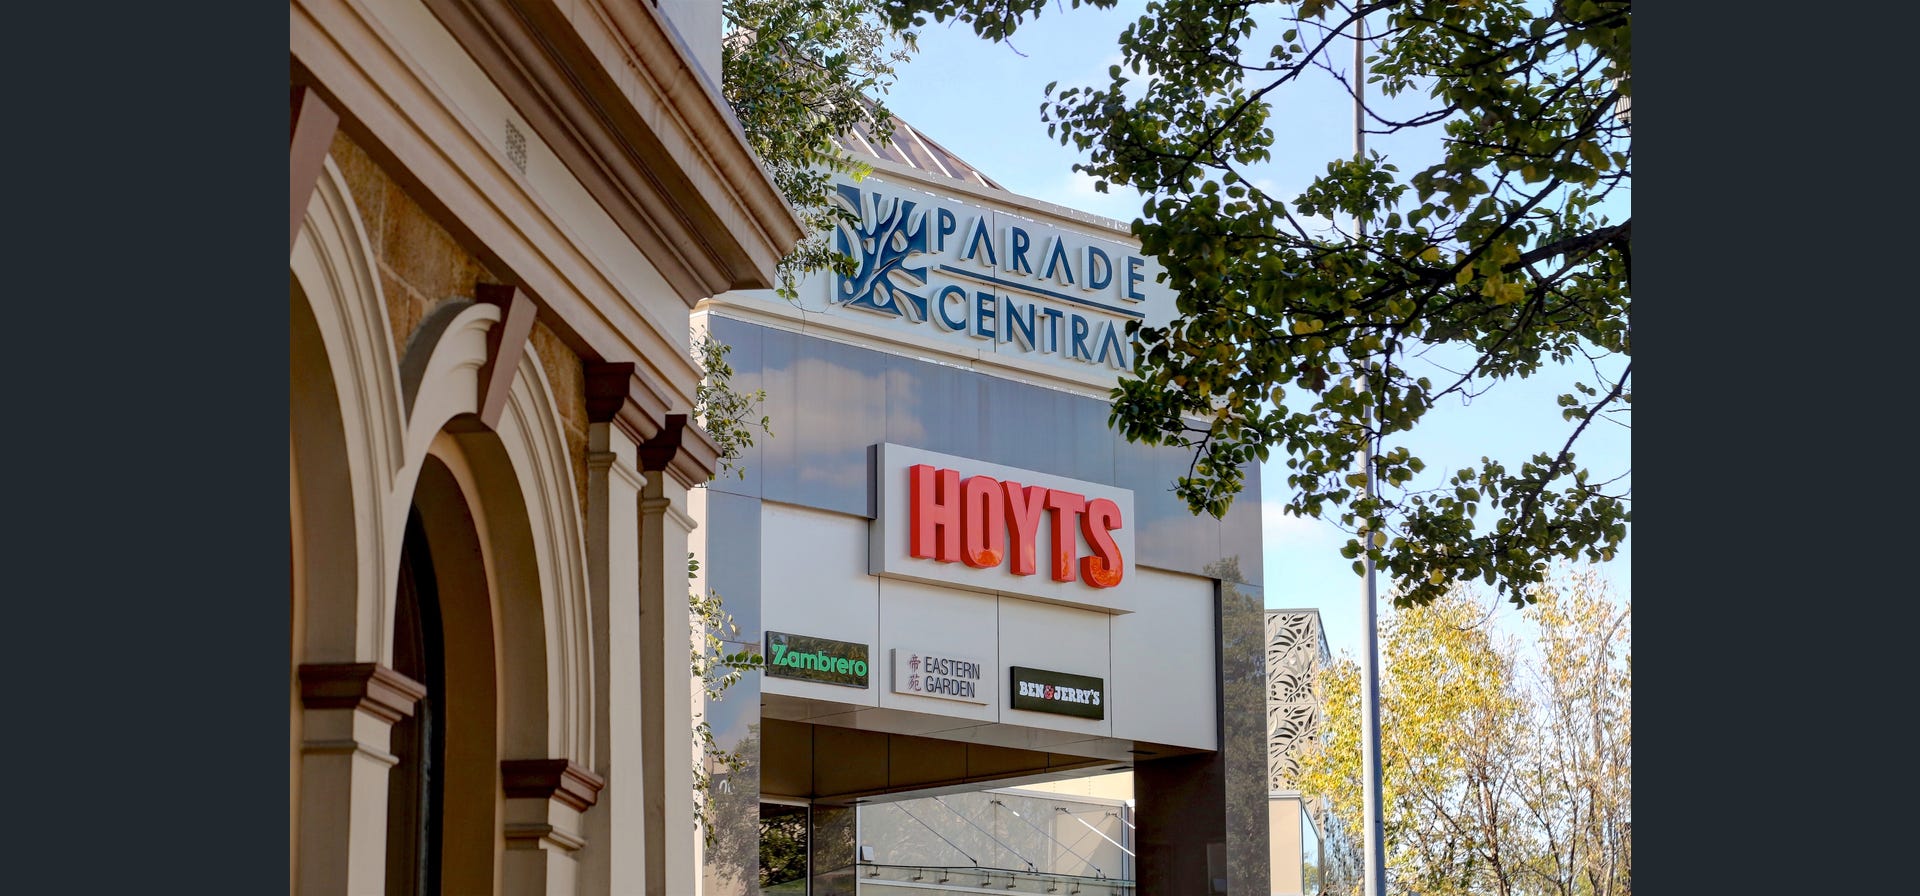 PARADE
CENTRAL
HOYTS
Zambrero
帝苑
EASTERN
GARDEN
BEN & JERRY'S